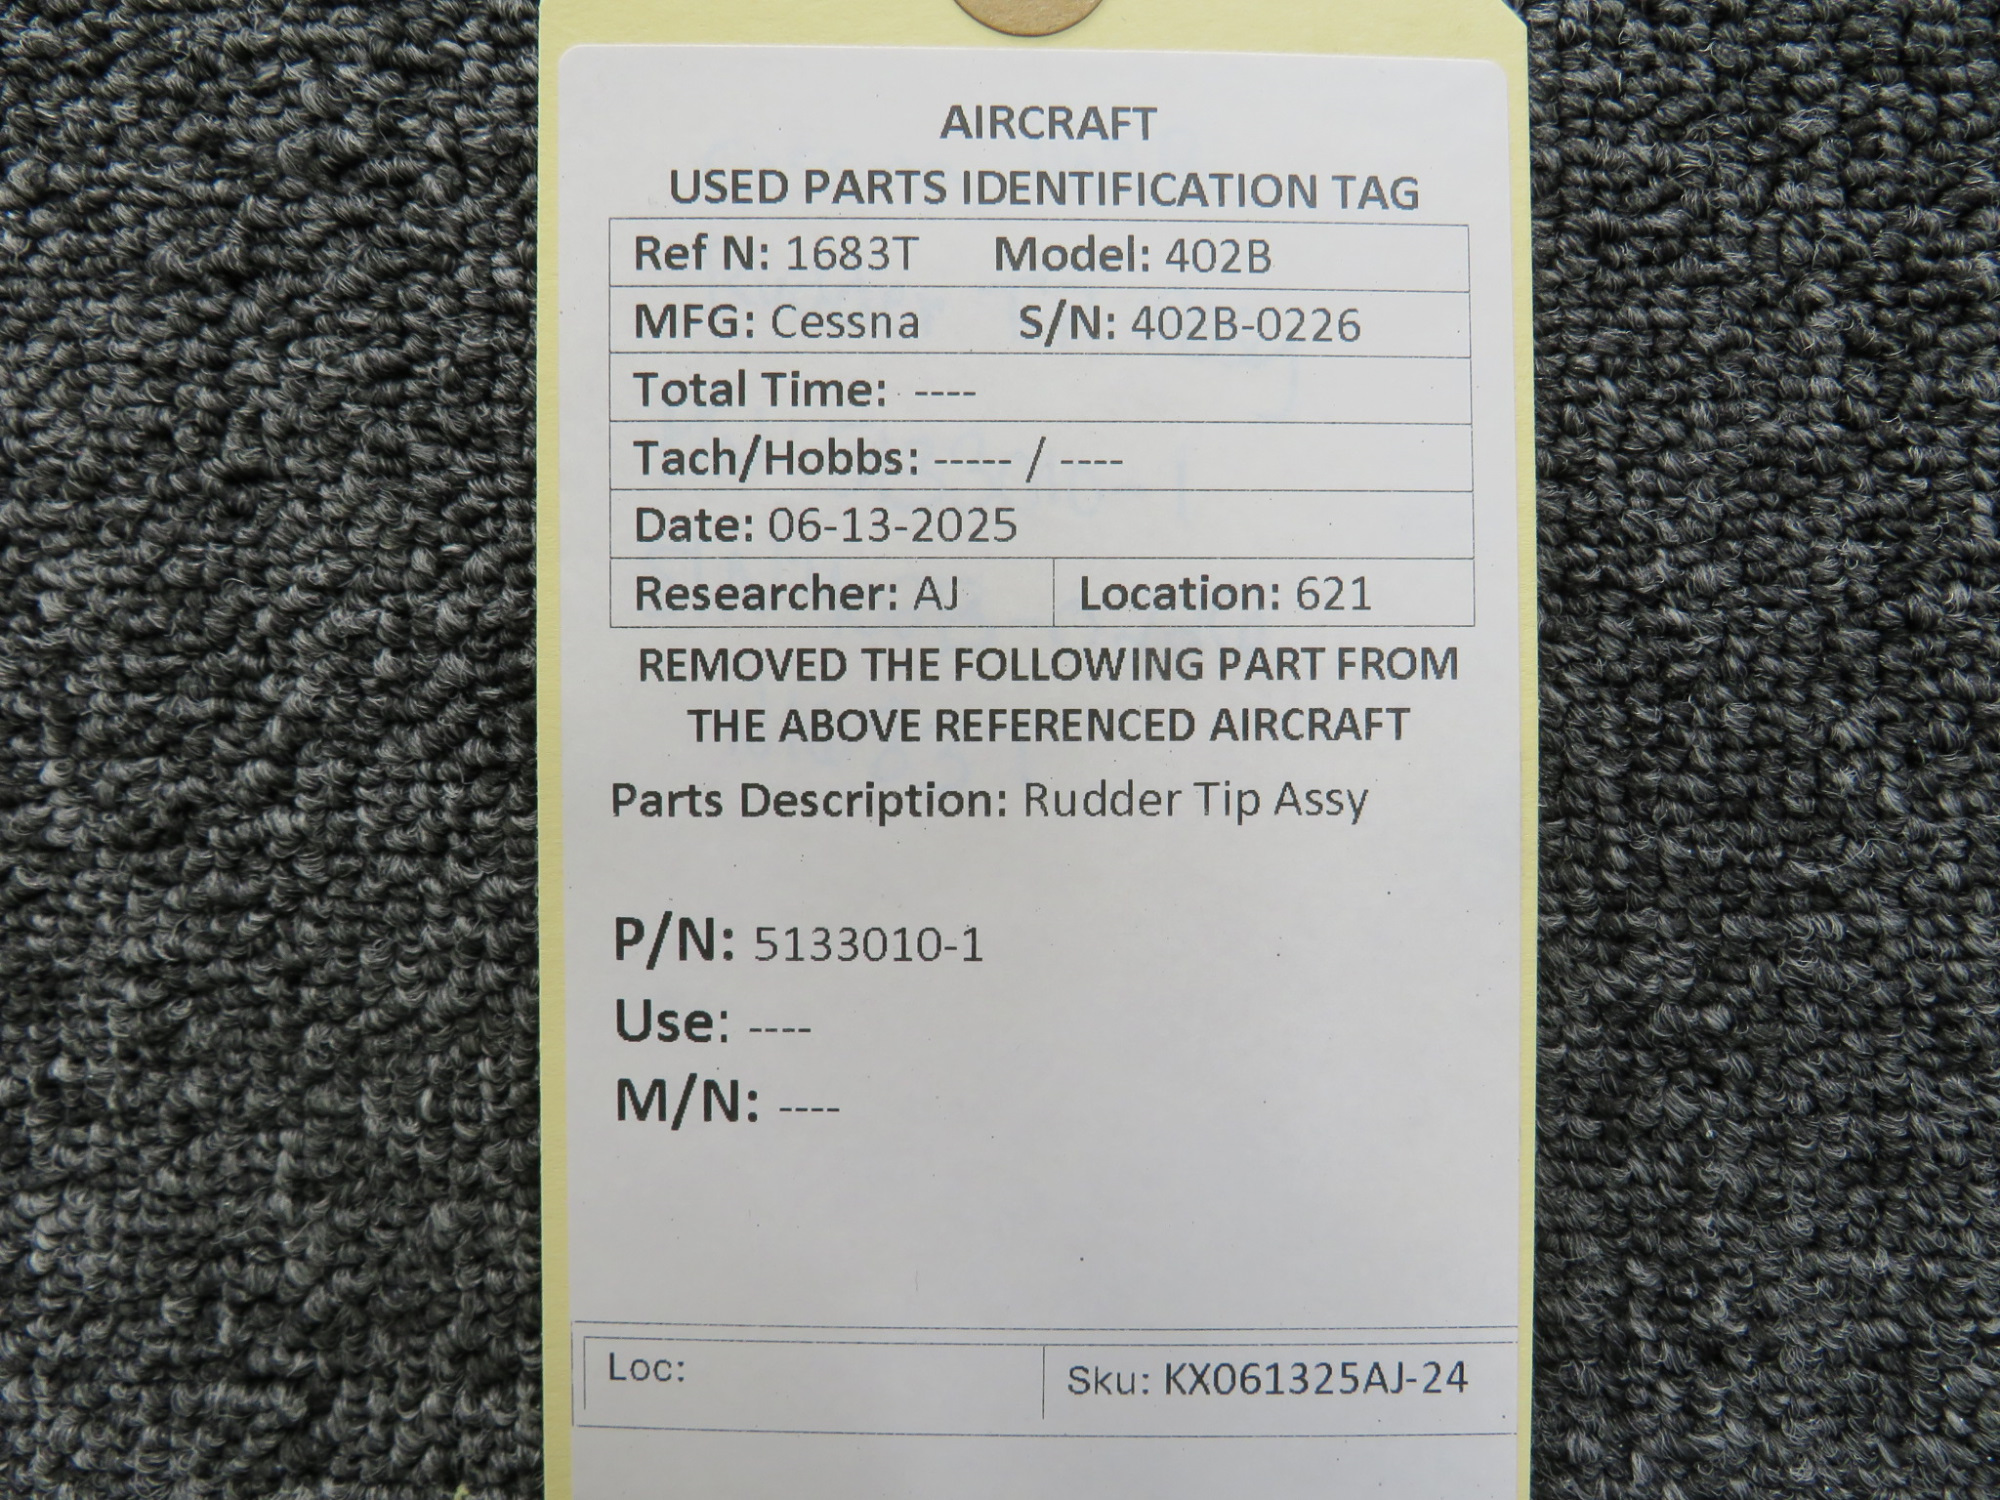 AIRCRAFT
USED PARTS IDENTIFICATION TAG
Ref N: 1683T Model: 402B
MFG: Cessna S/N: 402B-0226
Total Time: ----
Tach/Hobbs: ----- / ----
Date: 06-13-2025
Researcher: AJ Location: 621
REMOVED THE FOLLOWING PART FROM
THE ABOVE REFERENCED AIRCRAFT
Parts Description: Rudder Tip Assy
P/N: 5133010-1
Use: ----
M/N: ----
Loc: Sku: KX061325AJ-24